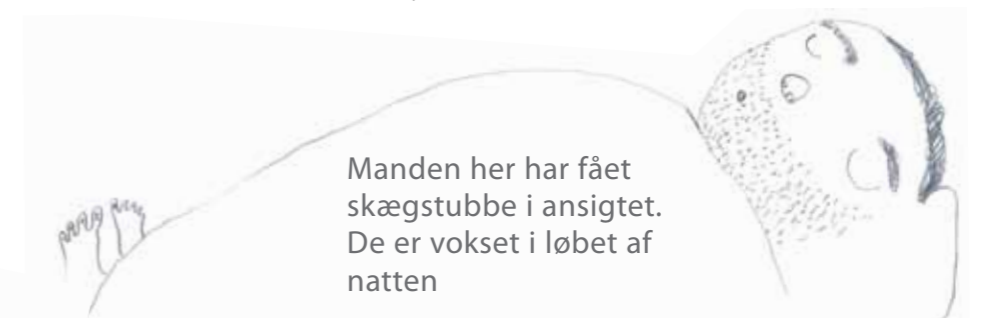 Manden her har fået
skægstubbe i ansigtet.
De er vokset i løbet af
natten